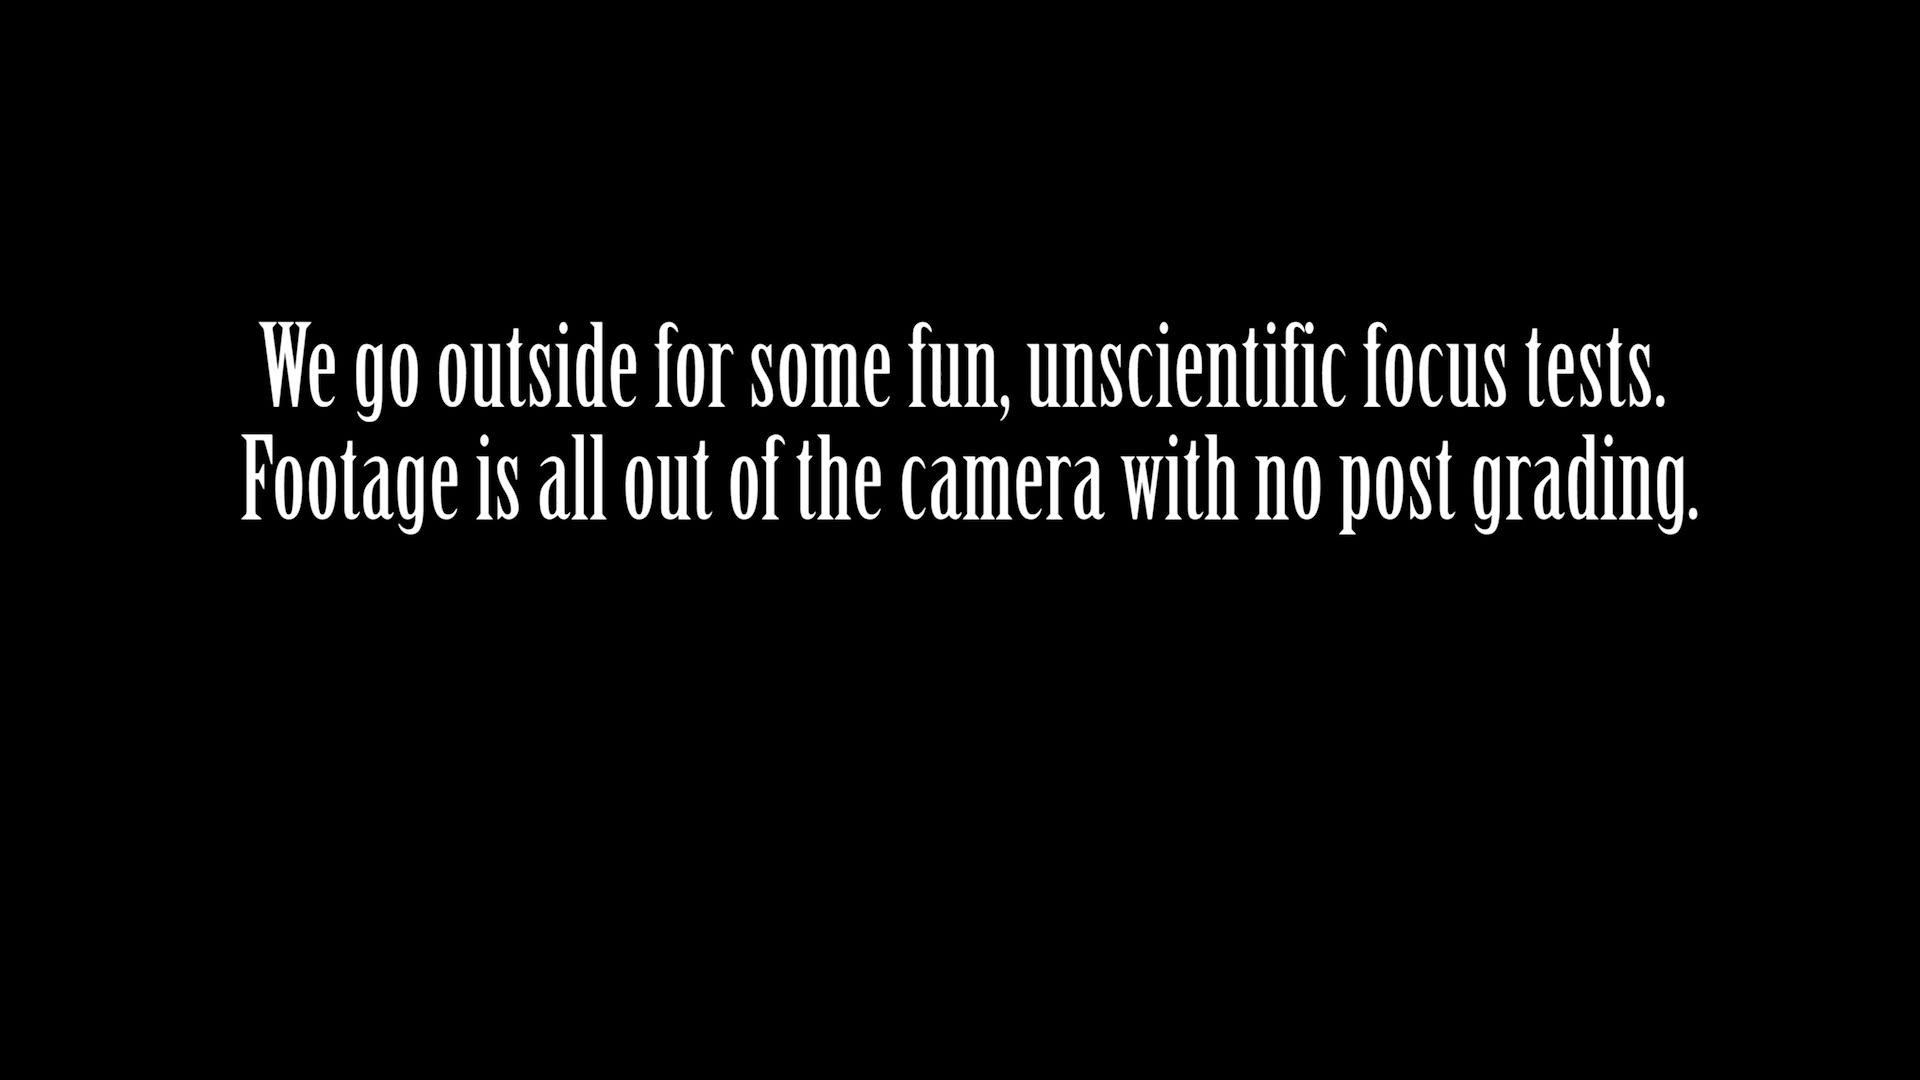 We go outside for some fun, unscientific focus tests.
Footage is all out of the camera with no post grading.